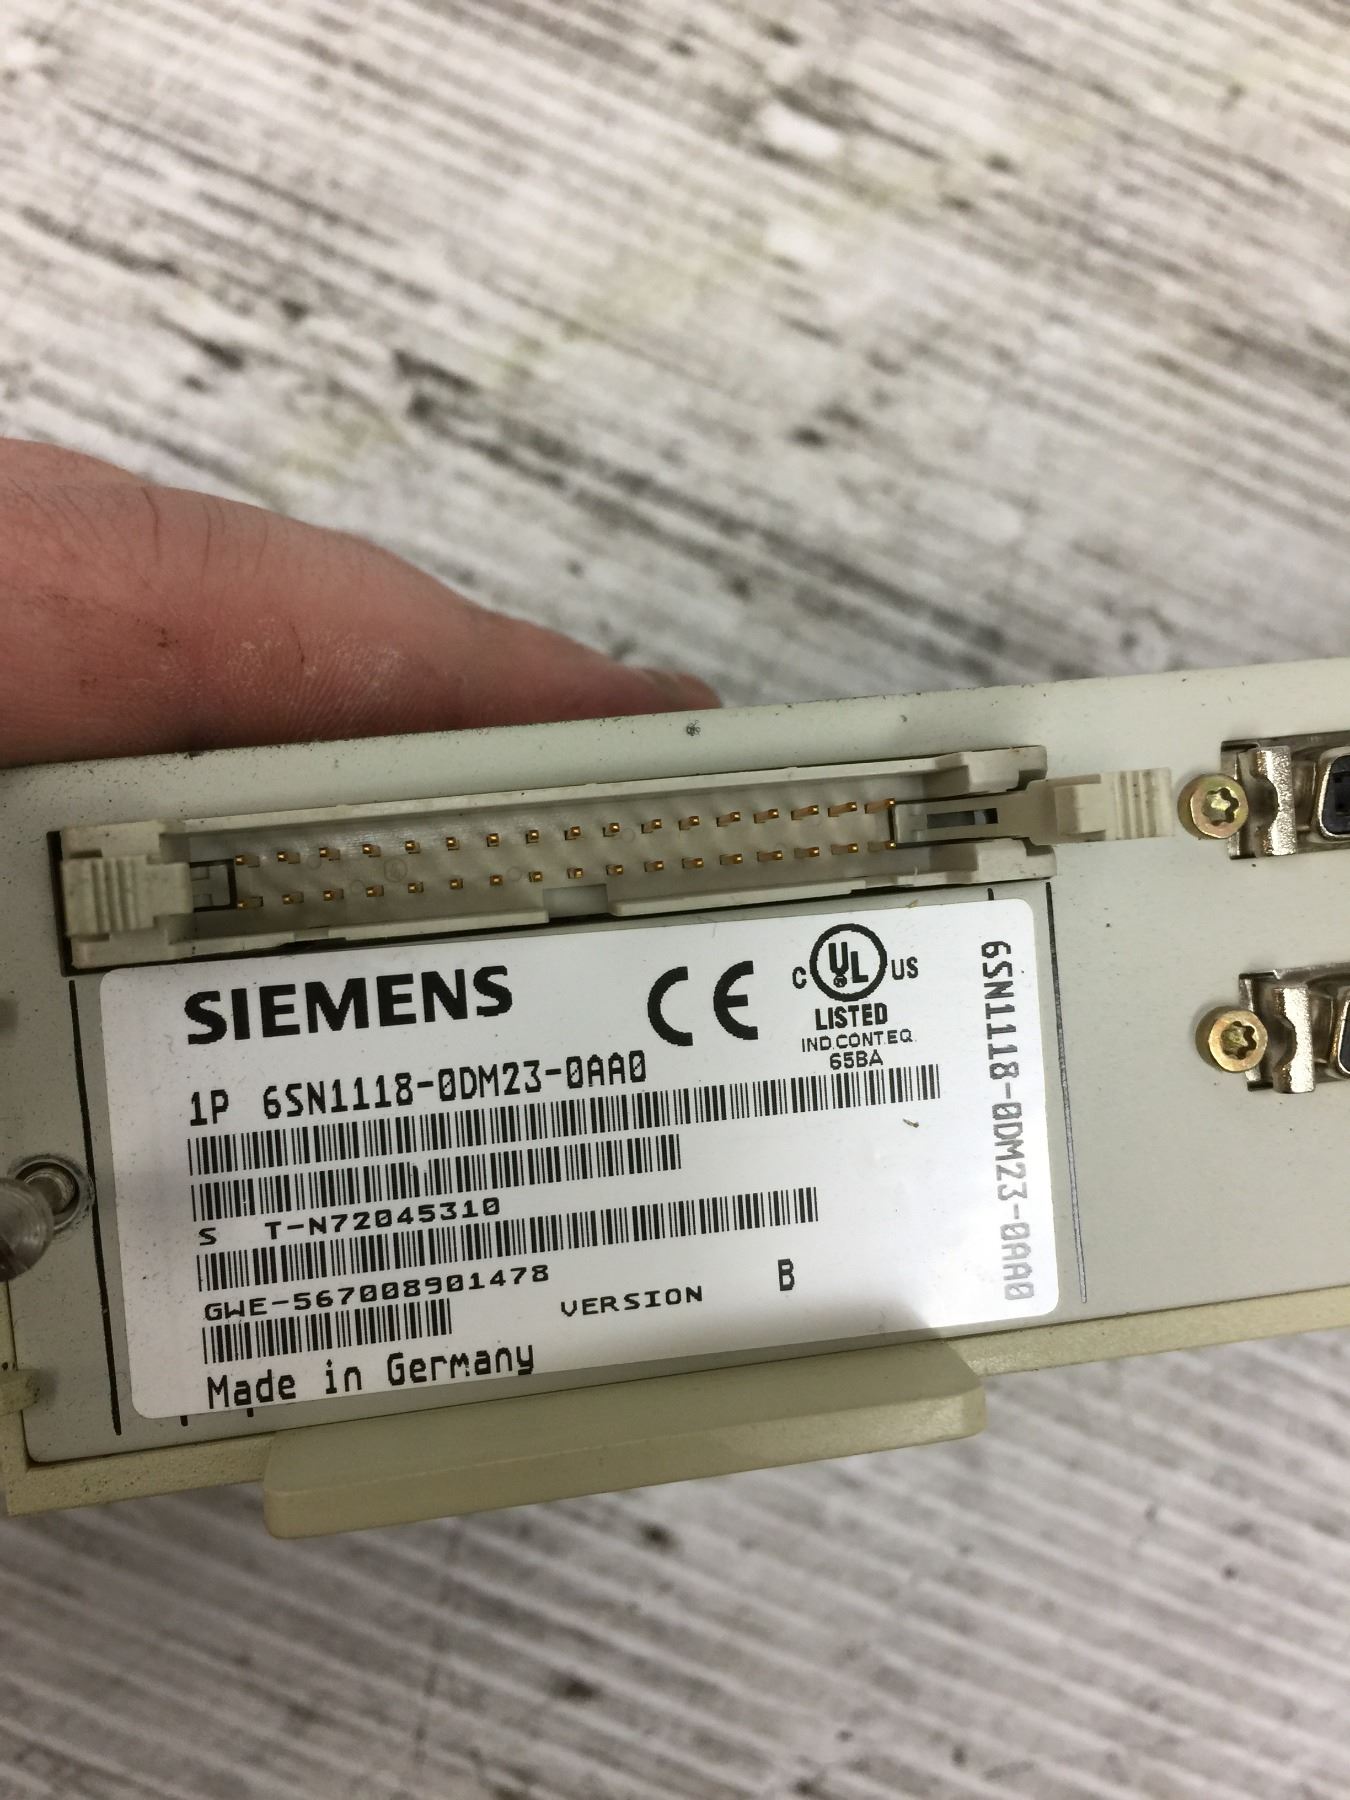 SIEMENS
CE
C UL US
LISTED
IND.CONT.EQ.
65BA
1P 6SN1118-0DM23-0AA0
S T-N72045310
GWE-567008901478
VERSION B
Made in Germany
6SN1118-0DM23-0AA0